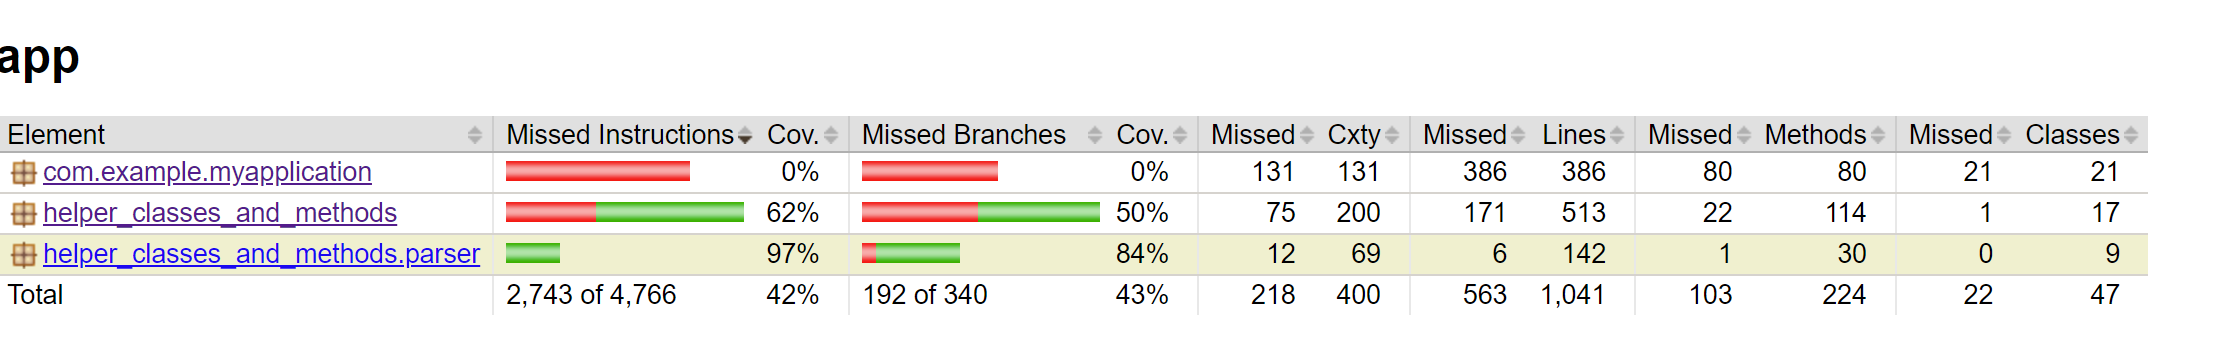 app
Element Missed Instructions Cov. Missed Branches Cov. Missed Cxty Missed Lines Missed Methods Missed Classes
com.example.myapplication 0% 0% 131 131 386 386 80 80 21 21
helper_classes_and_methods 62% 50% 75 200 171 513 22 114 1 17
helper_classes_and_methods.parser 97% 84% 12 69 6 142 1 30 0 9
Total 2,743 of 4,766 42% 192 of 340 43% 218 400 563 1,041 103 224 22 47